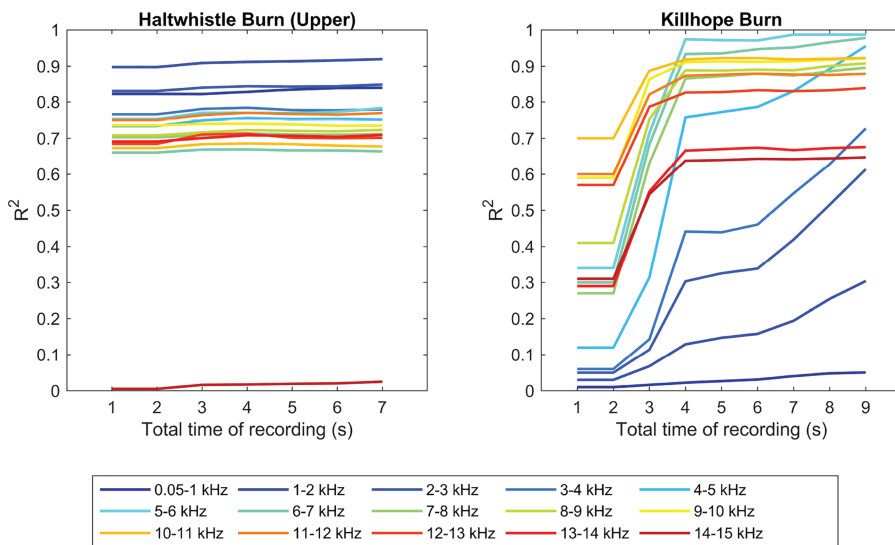 Haltwhistle Burn (Upper)
Killhope Burn
1
0.9
0.8
0.7
0.6
0.5
0.4
0.3
0.2
0.1
0
R²
1 2 3 4 5 6 7
Total time of recording (s)
1
0.9
0.8
0.7
0.6
0.5
0.4
0.3
0.2
0.1
0
R²
1 2 3 4 5 6 7 8 9
Total time of recording (s)
0.05-1 kHz 1-2 kHz 2-3 kHz 3-4 kHz 4-5 kHz
5-6 kHz 6-7 kHz 7-8 kHz 8-9 kHz 9-10 kHz
10-11 kHz 11-12 kHz 12-13 kHz 13-14 kHz 14-15 kHz